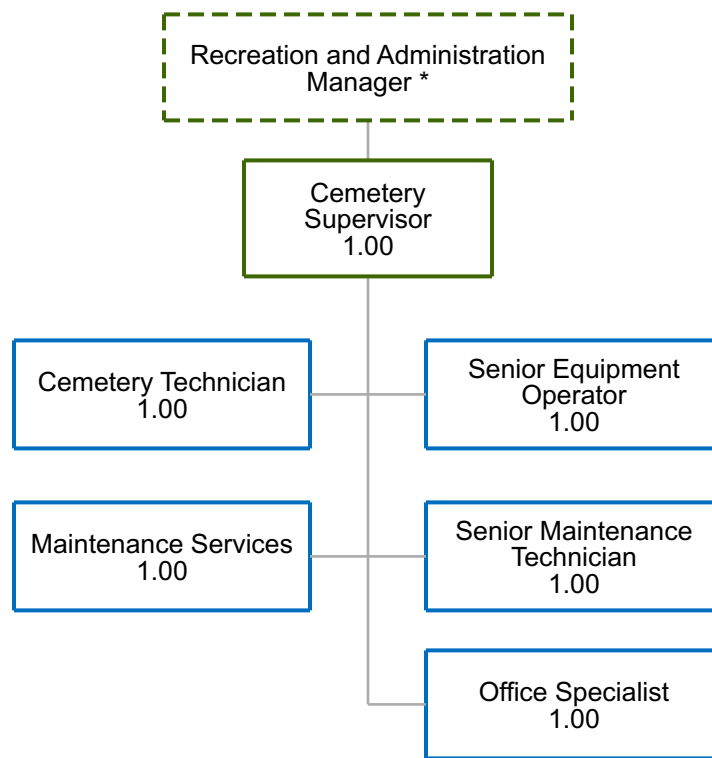 Recreation and Administration
Manager *
Cemetery
Supervisor
1.00
Cemetery Technician
1.00
Senior Equipment
Operator
1.00
Maintenance Services
1.00
Senior Maintenance
Technician
1.00
Office Specialist
1.00